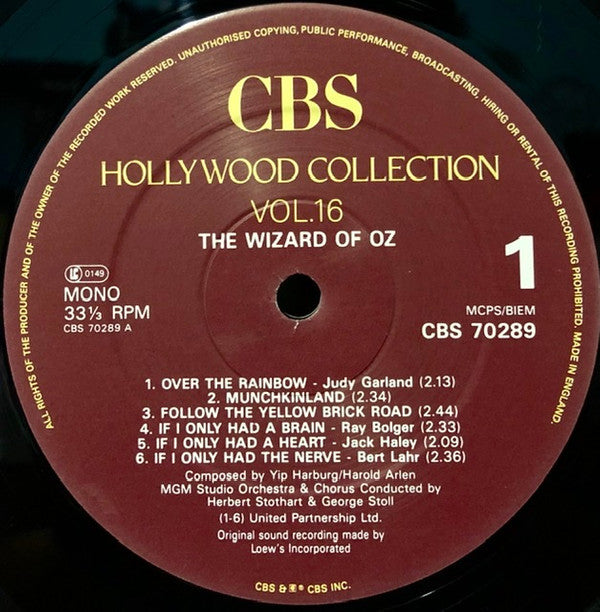 ALL RIGHTS OF THE PRODUCER AND OF THE OWNER OF THE RECORDED WORK RESERVED. UNAUTHORISED COPYING, PUBLIC PERFORMANCE, BROADCASTING, HIRING OR RENTAL OF THIS RECORDING PROHIBITED. MADE IN ENGLAND.
CBS
HOLLYWOOD COLLECTION
VOL.16
THE WIZARD OF OZ
1
LC 0149
MONO
33⅓ RPM
CBS 70289 A
MCPS/BIEM
CBS 70289
1. OVER THE RAINBOW - Judy Garland (2.13)
2. MUNCHKINLAND (2.34)
3. FOLLOW THE YELLOW BRICK ROAD (2.44)
4. IF I ONLY HAD A BRAIN - Ray Bolger (2.33)
5. IF I ONLY HAD A HEART - Jack Haley (2.09)
6. IF I ONLY HAD THE NERVE - Bert Lahr (2.36)
Composed by Yip Harburg/Harold Arlen
MGM Studio Orchestra & Chorus Conducted by
Herbert Stothart & George Stoll
(1-6) United Partnership Ltd.
Original sound recording made by
Loew's Incorporated
CBS & ® CBS INC.